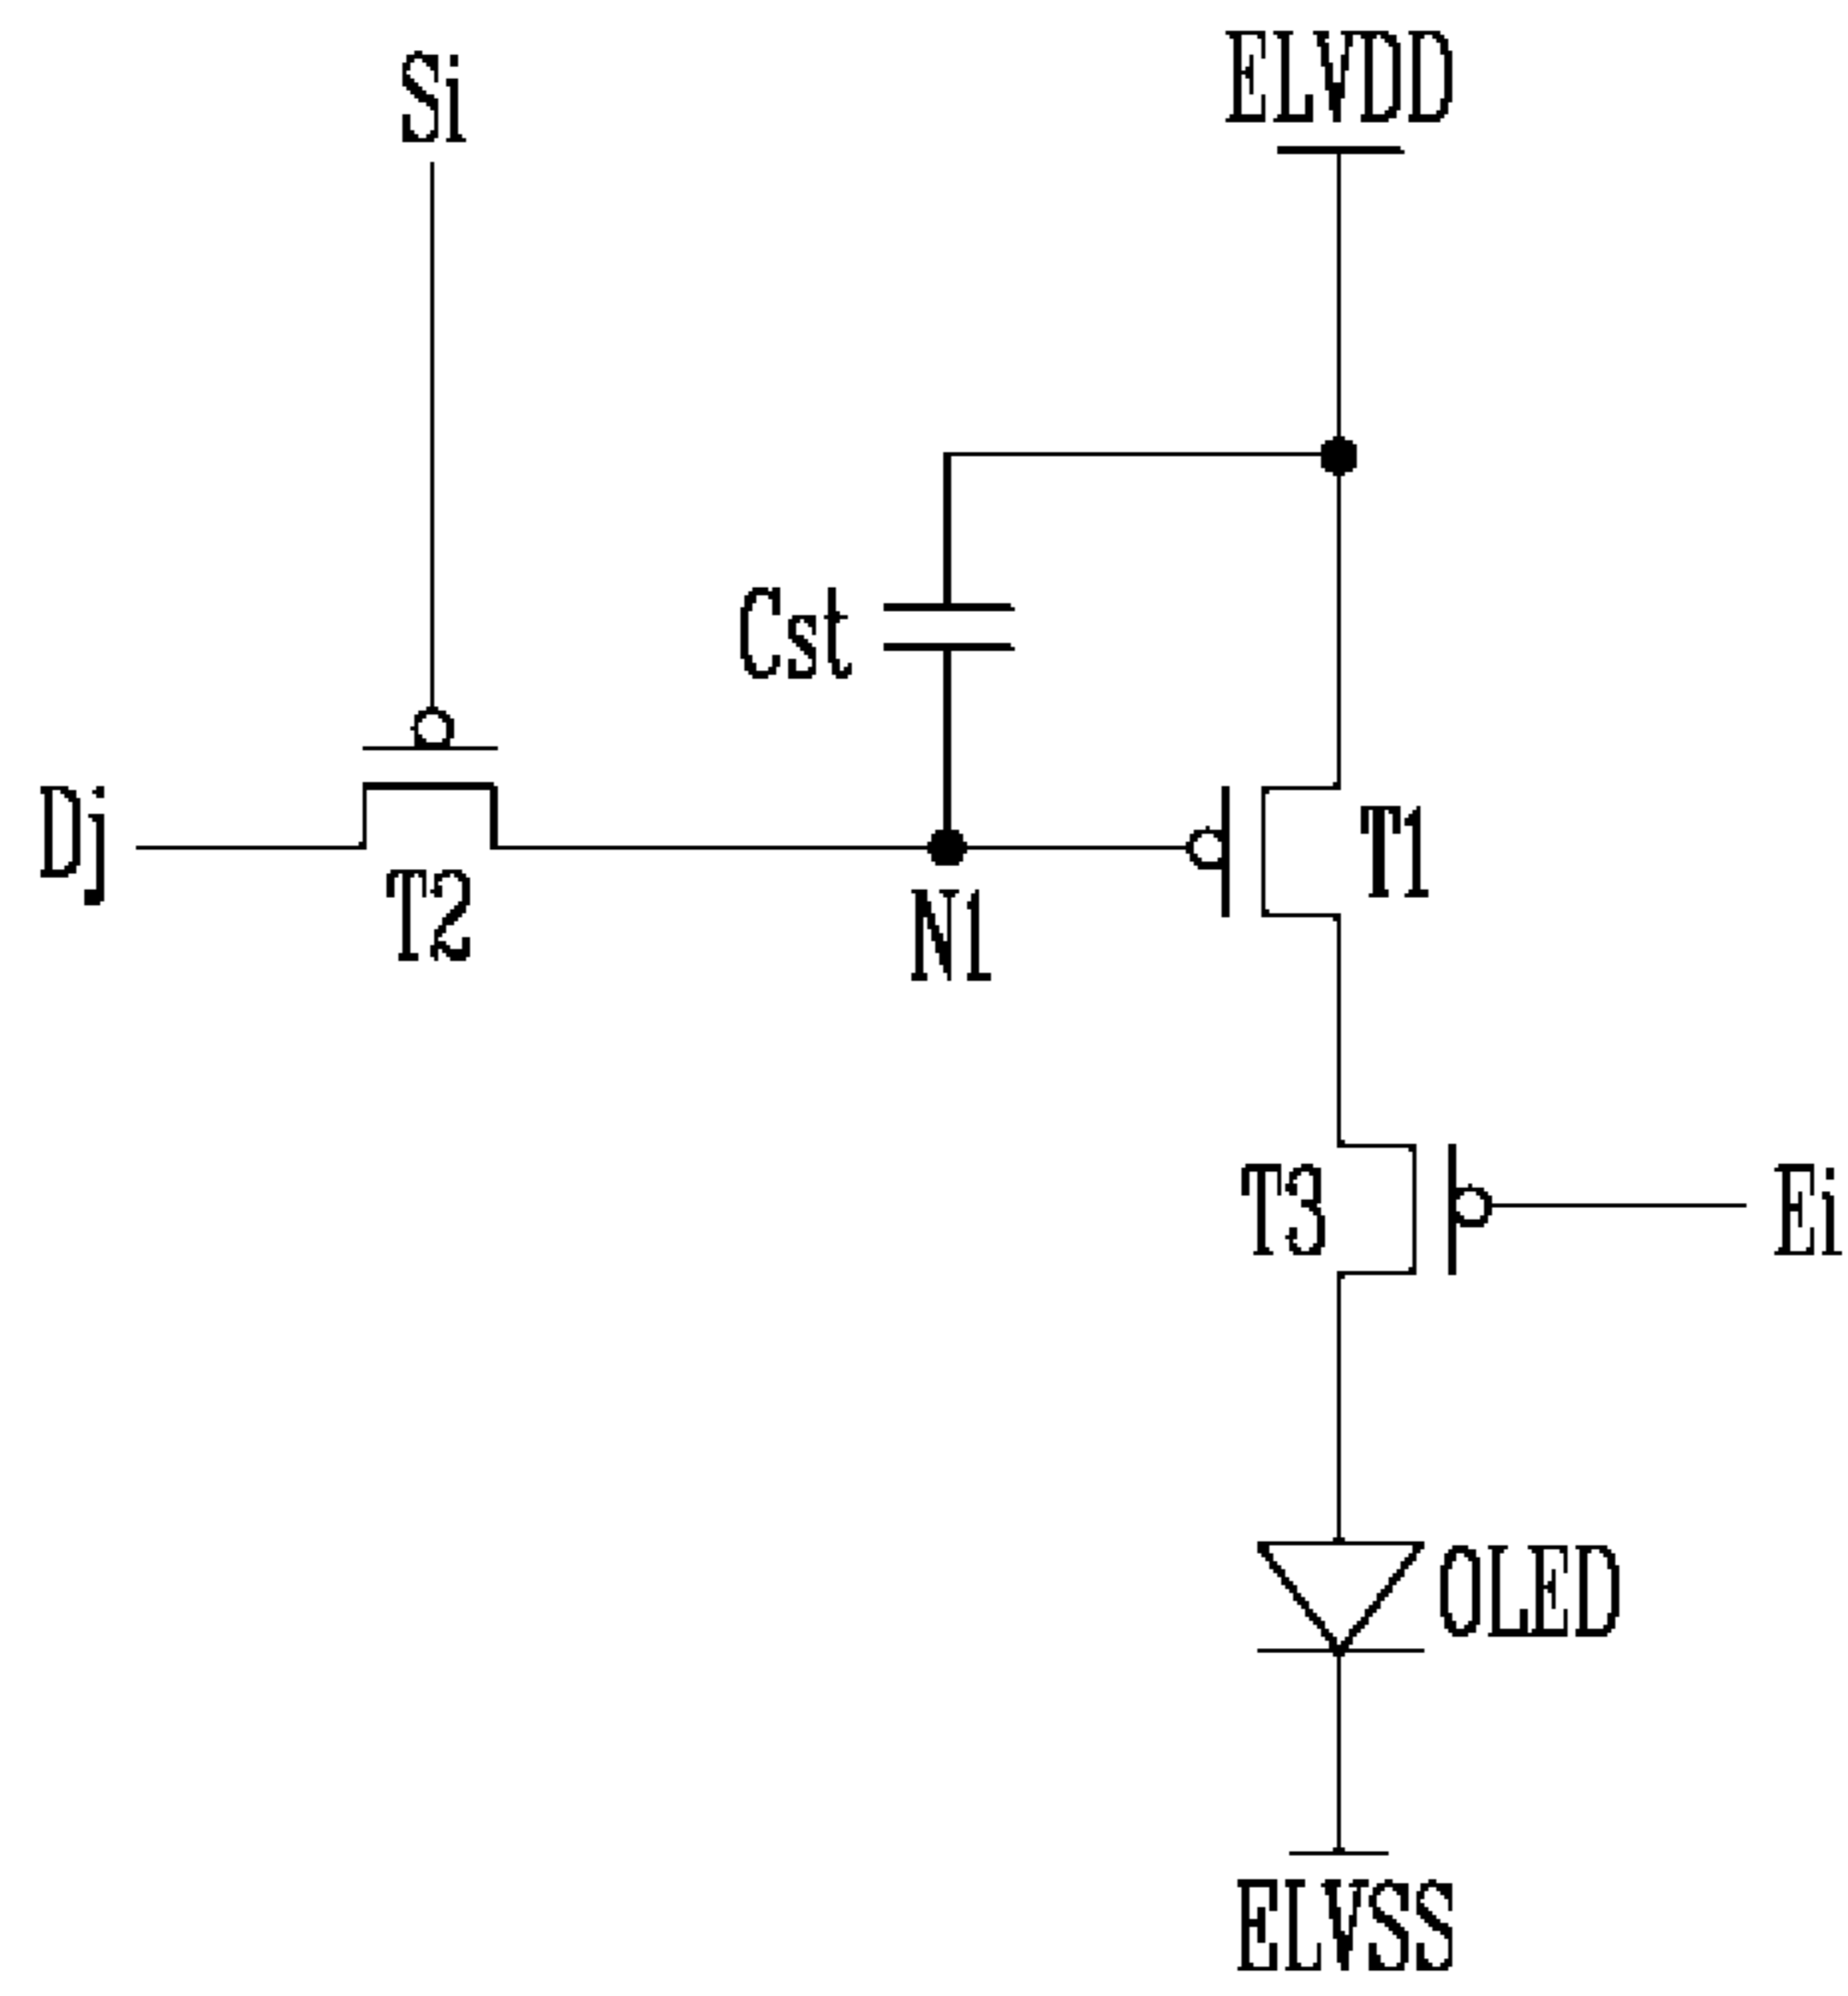 Si
ELVDD
Cst
Dj
T1
T2
N1
T3
Ei
OLED
ELVSS